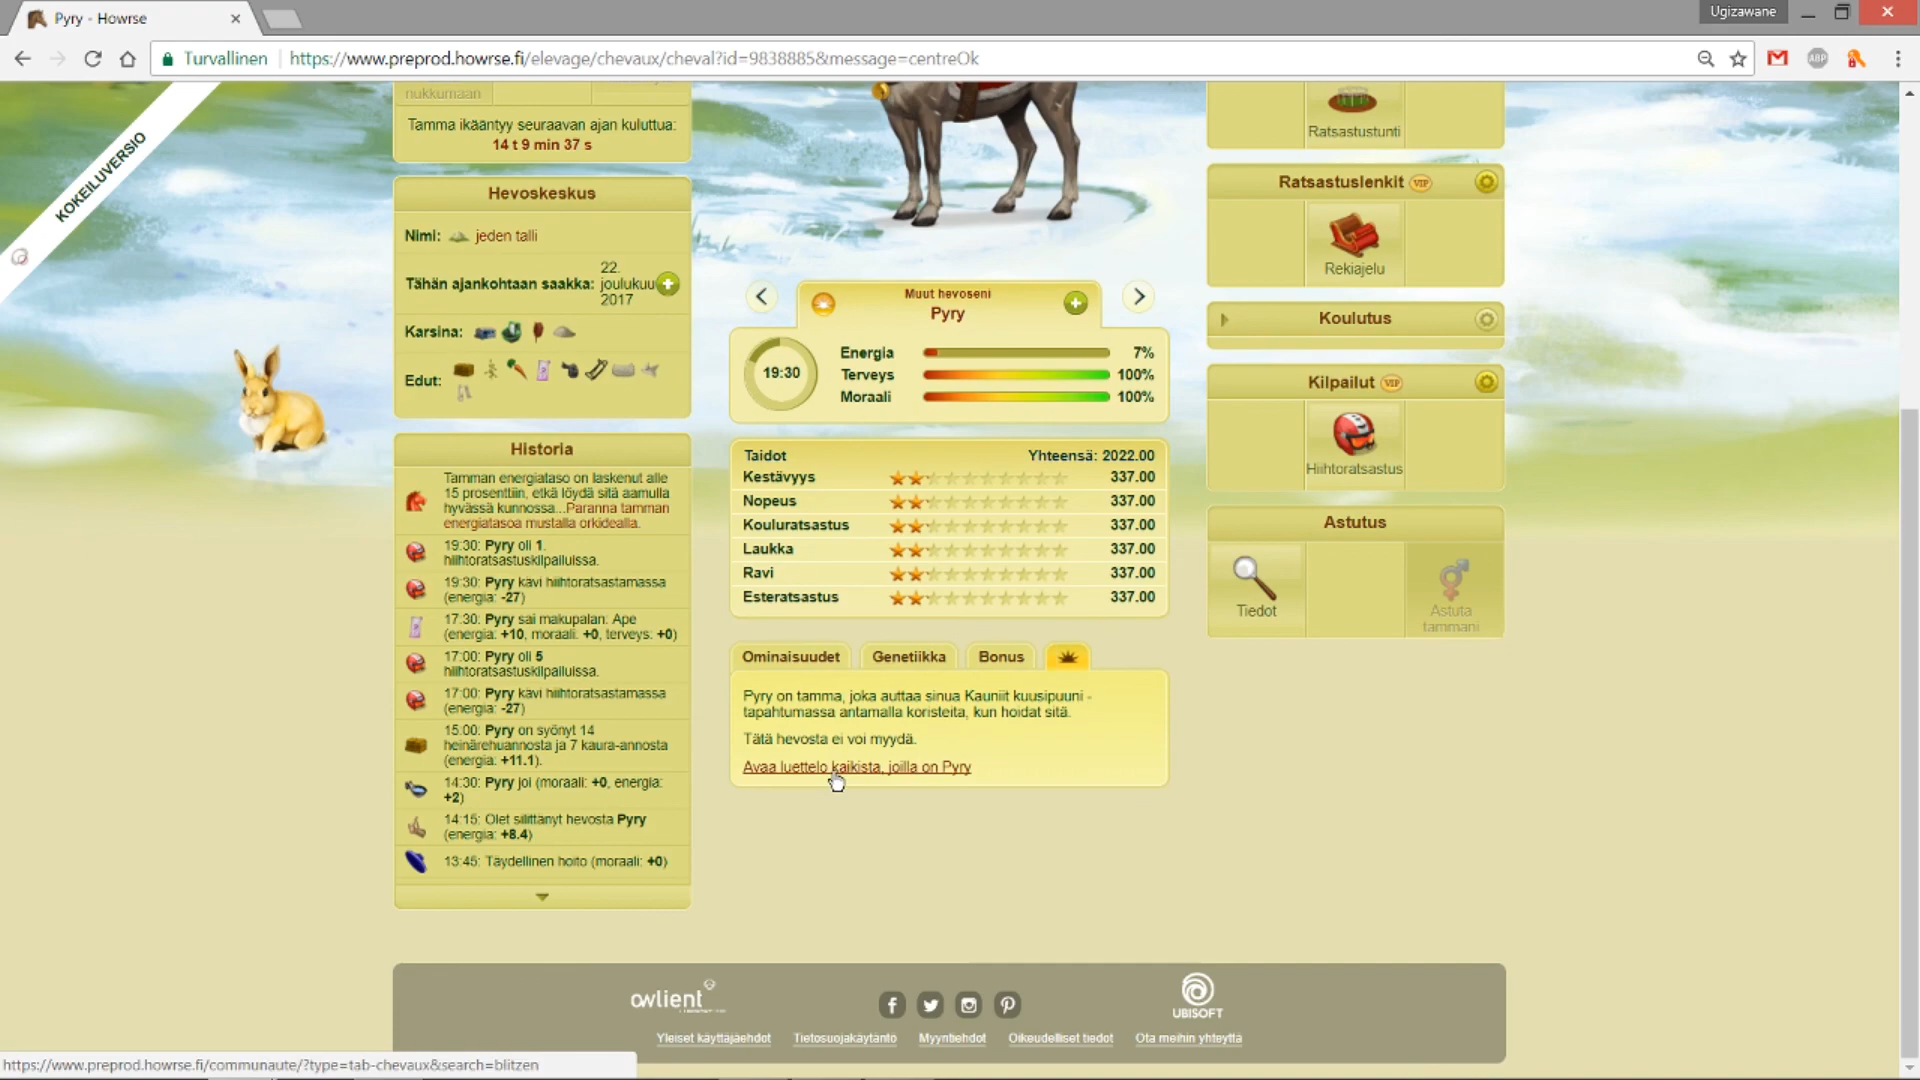 Pyry - Howrse
Ugizawane
Turvallinen
https://www.preprod.howrse.fi/elevage/chevaux/cheval?id=9838885&message=centreOk
ABP
KOKEILUVERSIO
nukkumaan
Tamma ikääntyy seuraavan ajan kuluttua:
14 t 9 min 37 s
Hevoskeskus
Nimi: jeden talli
Tähän ajankohtaan saakka: 22.
joulukuu
2017
Karsina:
Edut:
Historia
Tamman energiataso on laskenut alle
15 prosenttiin, etkä löydä sitä aamulla
hyvässä kunnossa...Paranna tamman
energiatasoa mustalla orkidealla.
19:30: Pyry oli 1.
hiihtoratsastuskilpailuissa.
19:30: Pyry kävi hiihtoratsastamassa
(energia: -27)
17:30: Pyry sai makupalan: Ape
(energia: +10, moraali: +0, terveys: +0)
17:00: Pyry oli 5
hiihtoratsastuskilpailuissa.
17:00: Pyry kävi hiihtoratsastamassa
(energia: -27)
15:00: Pyry on syönyt 14
heinärehuannosta ja 7 kaura-annosta
(energia: +11.1).
14:30: Pyry joi (moraali: +0, energia:
+2)
14:15: Olet silittänyt hevosta Pyry
(energia: +8.4)
13:45: Täydellinen hoito (moraali: +0)
Muut hevoseni
Pyry
19:30
Energia 7%
Terveys 100%
Moraali 100%
Taidot Yhteensä: 2022.00
Kestävyys 337.00
Nopeus 337.00
Kouluratsastus 337.00
Laukka 337.00
Ravi 337.00
Esteratsastus 337.00
Ominaisuudet Genetiikka Bonus
Pyry on tamma, joka auttaa sinua Kauniit kuusipuuni -
tapahtumassa antamalla koristeita, kun hoidat sitä.
Tätä hevosta ei voi myydä.
Avaa luettelo kaikista, joilla on Pyry
Ratsastustunti
Ratsastuslenkit VIP
Rekiajelu
Koulutus
Kilpailut VIP
Hiihtoratsastus
Astutus
Tiedot
Astuta
tammani
owlient
UBISOFT
Yleiset käyttäjäehdot Tietosuojakäytäntö Myyntiehdot Oikeudelliset tiedot Ota meihin yhteyttä
https://www.preprod.howrse.fi/communaute/?type=tab-chevaux&search=blitzen